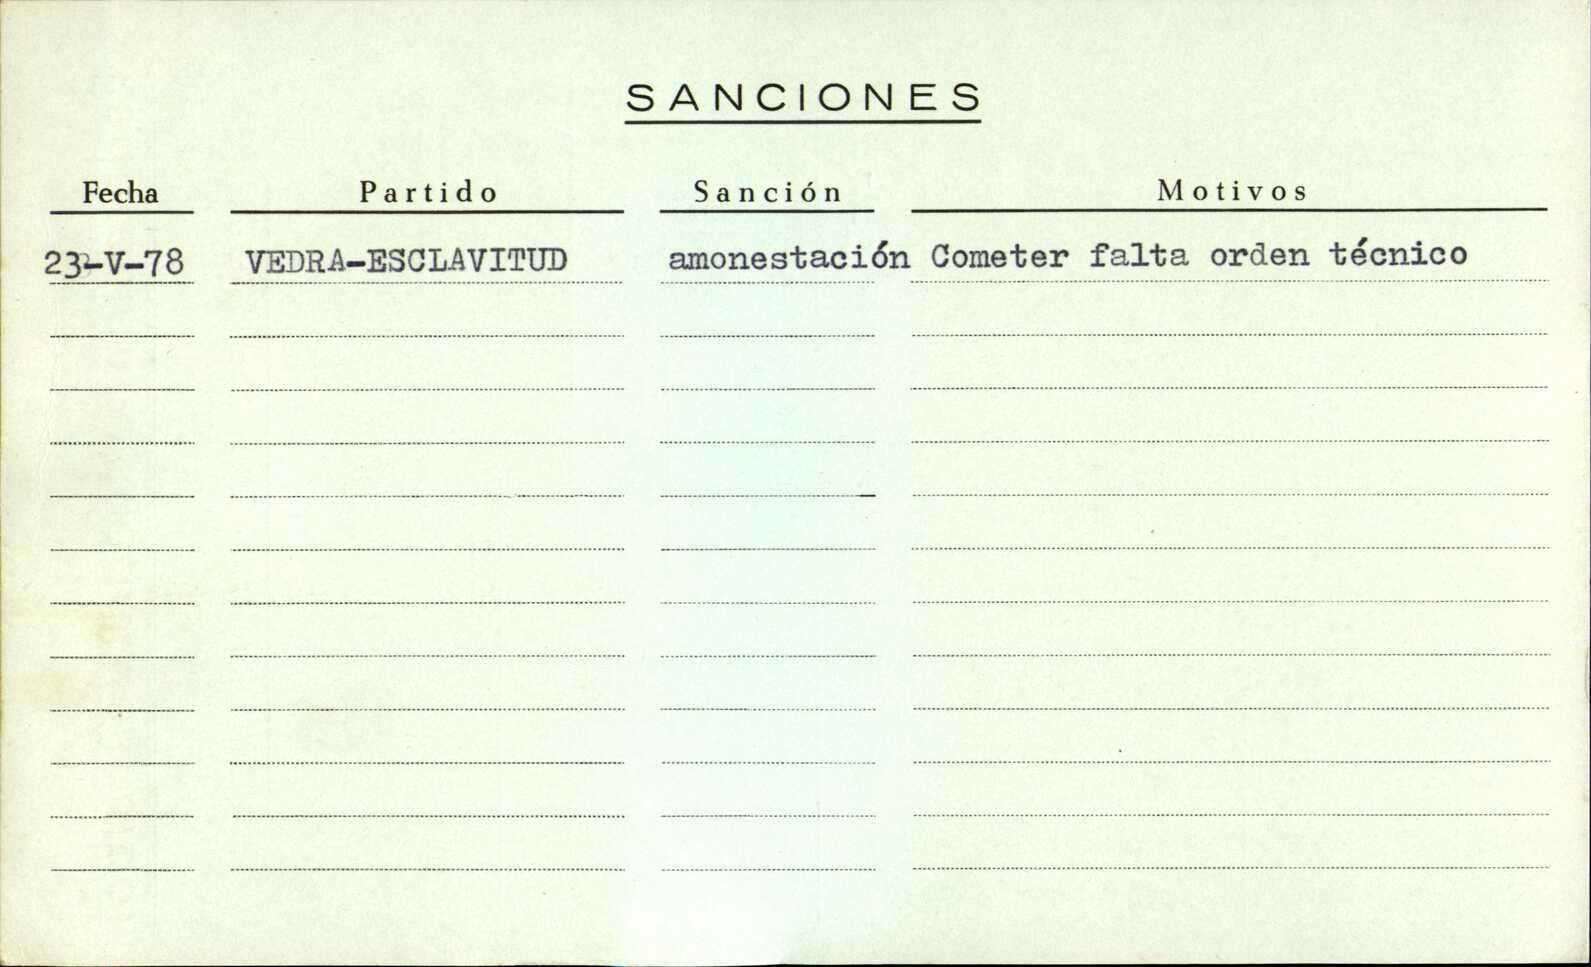 SANCIONES
Fecha Partido Sanción Motivos
23-V-78 VEDRA-ESCLAVITUD amonestación Cometer falta orden técnico